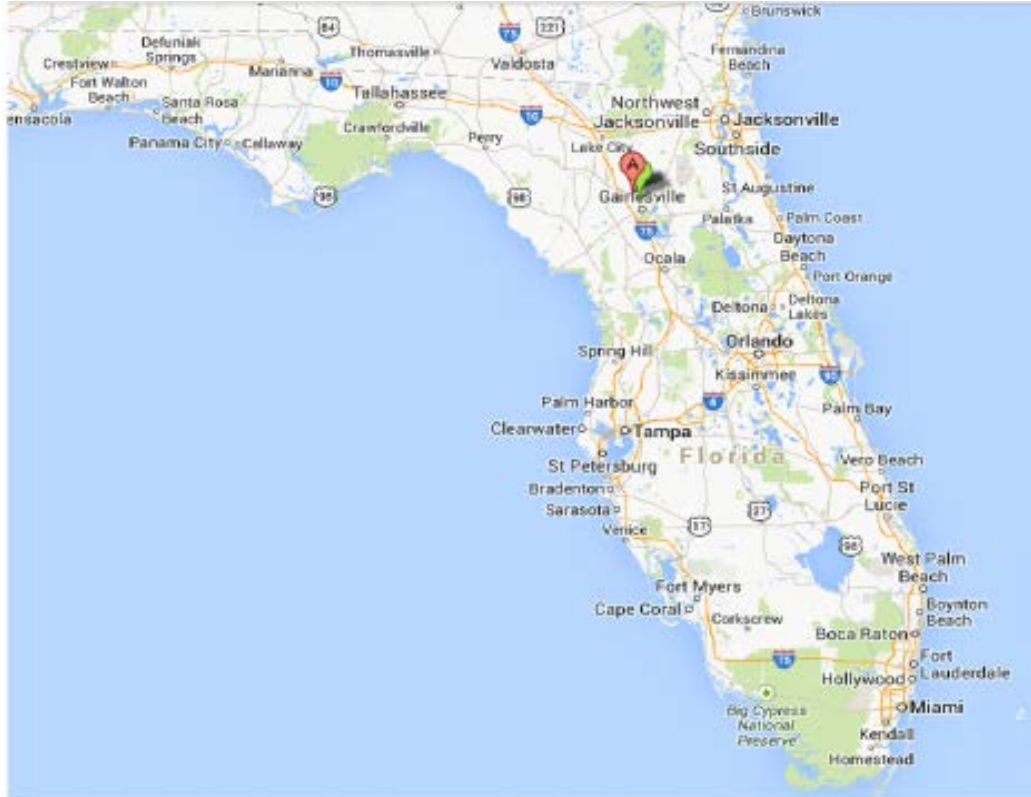 Brunswick
84
75
221
Defuniak
Springs
Thomasville
Valdosta
Fernandina
Beach
Crestview
Marianna
10
Fort Walton
Beach
Tallahassee
10
Northwest
Jacksonville
Jacksonville
Santa Rosa
Beach
ensacola
Crawfordville
Perry
Lake City
Southside
Panama City
Callaway
A
98
98
Gainesville
St Augustine
Palatka
Palm Coast
75
Daytona
Beach
Ocala
Port Orange
Deltona
Deltona
Lakes
Orlando
Spring Hill
Kissimmee
95
4
Palm Harbor
Palm Bay
Clearwater
Tampa
Florida
St Petersburg
Vero Beach
Bradenton
Port St
Lucie
Sarasota
27
17
Venice
98
West Palm
Beach
Fort Myers
Cape Coral
Corkscrew
Boynton
Beach
Boca Raton
75
Fort
Lauderdale
Hollywood
Big Cypress
National
Preserve
Miami
Kendall
Homestead